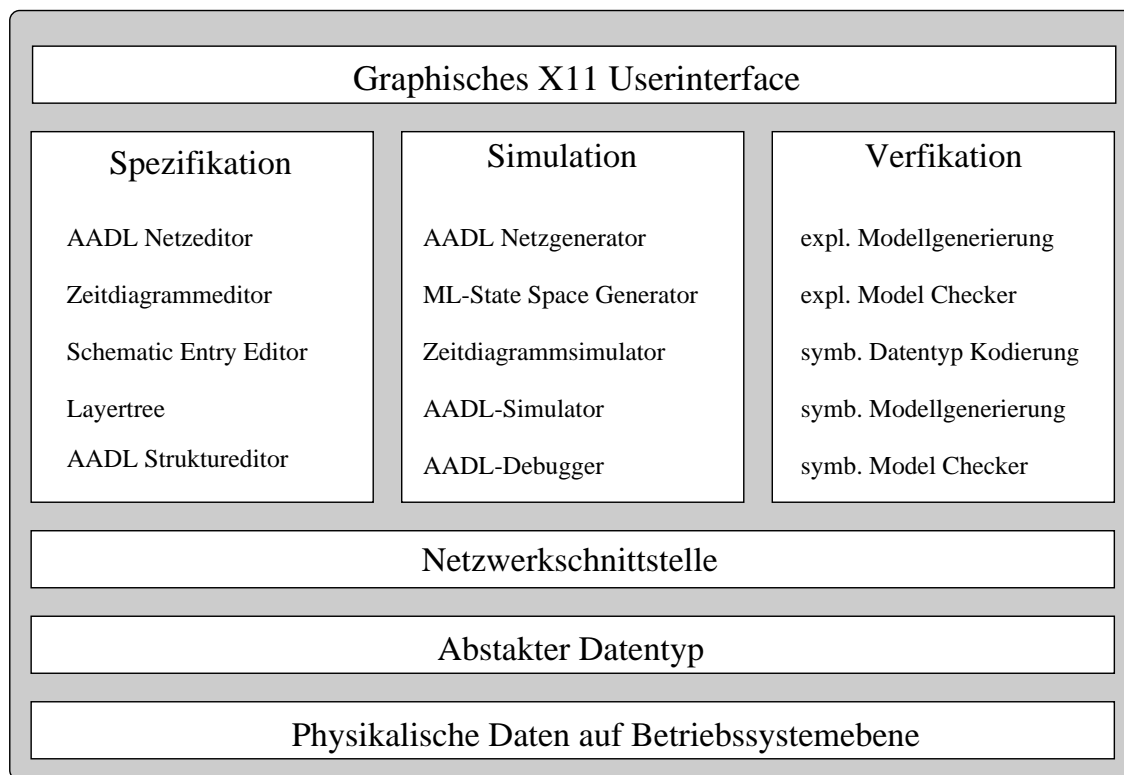 Graphisches X11 Userinterface
Spezifikation
AADL Netzeditor
Zeitdiagrammeditor
Schematic Entry Editor
Layertree
AADL Struktureditor
Simulation
AADL Netzgenerator
ML-State Space Generator
Zeitdiagrammsimulator
AADL-Simulator
AADL-Debugger
Verfikation
expl. Modellgenerierung
expl. Model Checker
symb. Datentyp Kodierung
symb. Modellgenerierung
symb. Model Checker
Netzwerkschnittstelle
Abstakter Datentyp
Physikalische Daten auf Betriebssystemebene